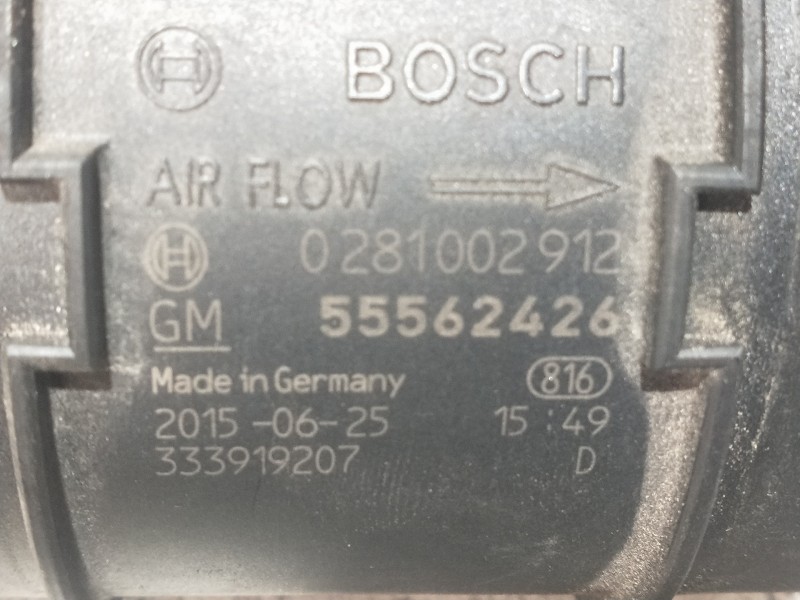 BOSCH
AIR FLOW
0 281 002 912
GM 55562426
Made in Germany 816
2015-06-25 15:49
333919207 D